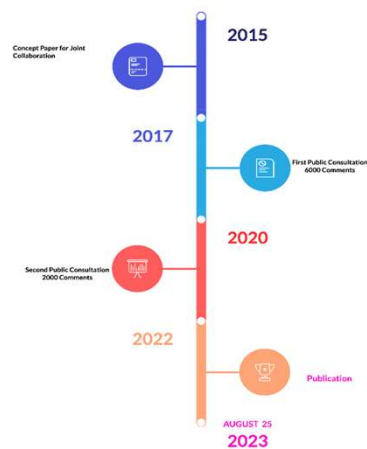 2015
Concept Paper for Joint
Collaboration
2017
First Public Consultation
6000 Comments
2020
Second Public Consultation
2000 Comments
2022
Publication
AUGUST 25
2023